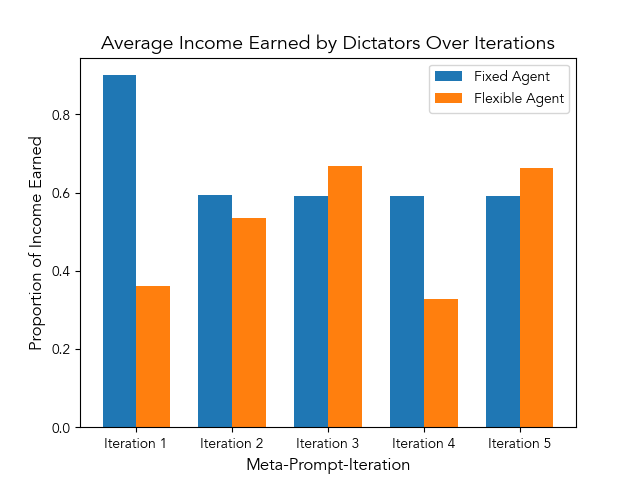 Average Income Earned by Dictators Over Iterations
Fixed Agent
Flexible Agent
Proportion of Income Earned
0.8
0.6
0.4
0.2
0.0
Iteration 1
Iteration 2
Iteration 3
Iteration 4
Iteration 5
Meta-Prompt-Iteration